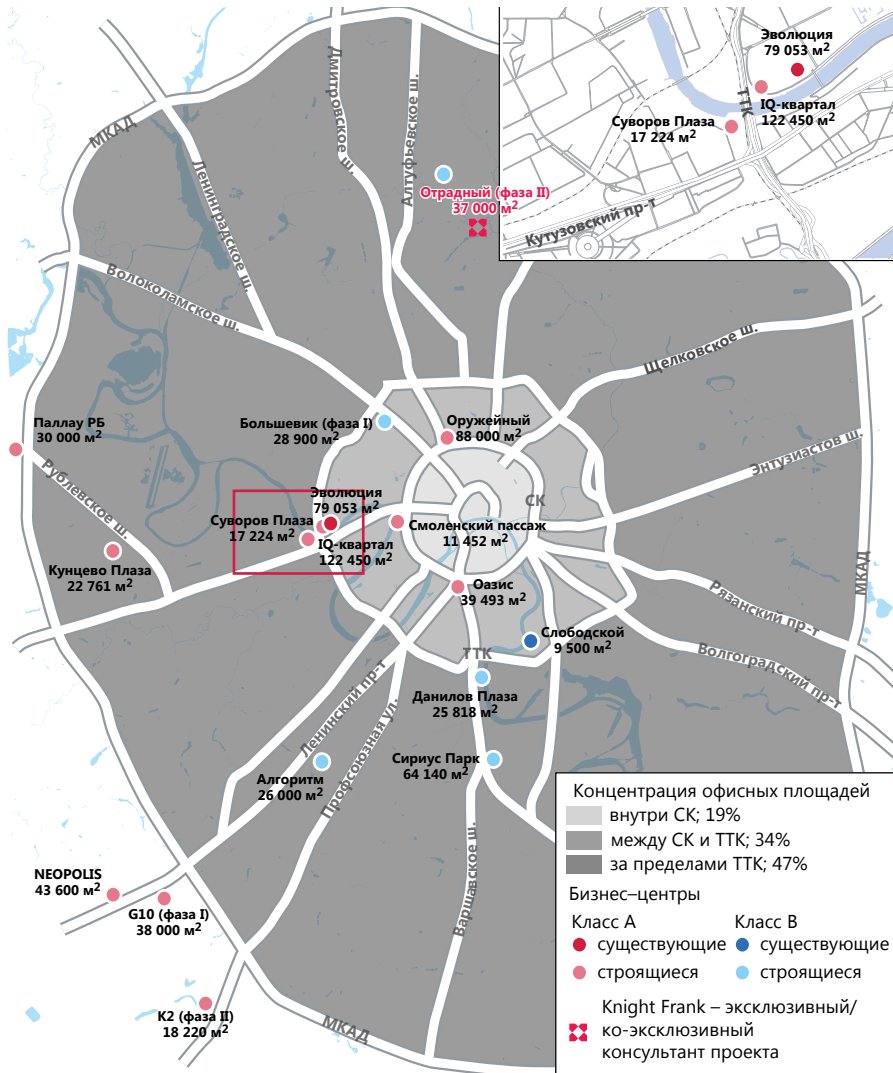 МКАД
Дмитровское ш.
Алтуфьевское ш.
Ленинградское ш.
Волоколамское ш.
Отрадный (фаза II)
37 000 м²
Эволюция
79 053 м²
ТТК
IQ-квартал
122 450 м²
Суворов Плаза
17 224 м²
Кутузовский пр-т
Щелковское ш.
Энтузиастов ш.
Паллау РБ
30 000 м²
Большевик (фаза I)
28 900 м²
Оружейный
88 000 м²
Рублевское ш.
Эволюция
79 053 м²
СК
Суворов Плаза
17 224 м²
IQ-квартал
122 450 м²
Смоленский пассаж
11 452 м²
Кунцево Плаза
22 761 м²
Оазис
39 493 м²
МКАД
Рязанский пр-т
Слободской
9 500 м²
ТТК
Волгоградский пр-т
Данилов Плаза
25 818 м²
Ленинский пр-т
Профсоюзная ул.
Алгоритм
26 000 м²
Сириус Парк
64 140 м²
Варшавское ш.
NEOPOLIS
43 600 м²
G10 (фаза I)
38 000 м²
K2 (фаза II)
18 220 м²
МКАД
Концентрация офисных площадей
внутри СК; 19%
между СК и ТТК; 34%
за пределами ТТК; 47%
Бизнес–центры
Класс А Класс В
существующие существующие
строящиеся строящиеся
Knight Frank – эксклюзивный/
ко-эксклюзивный
консультант проекта